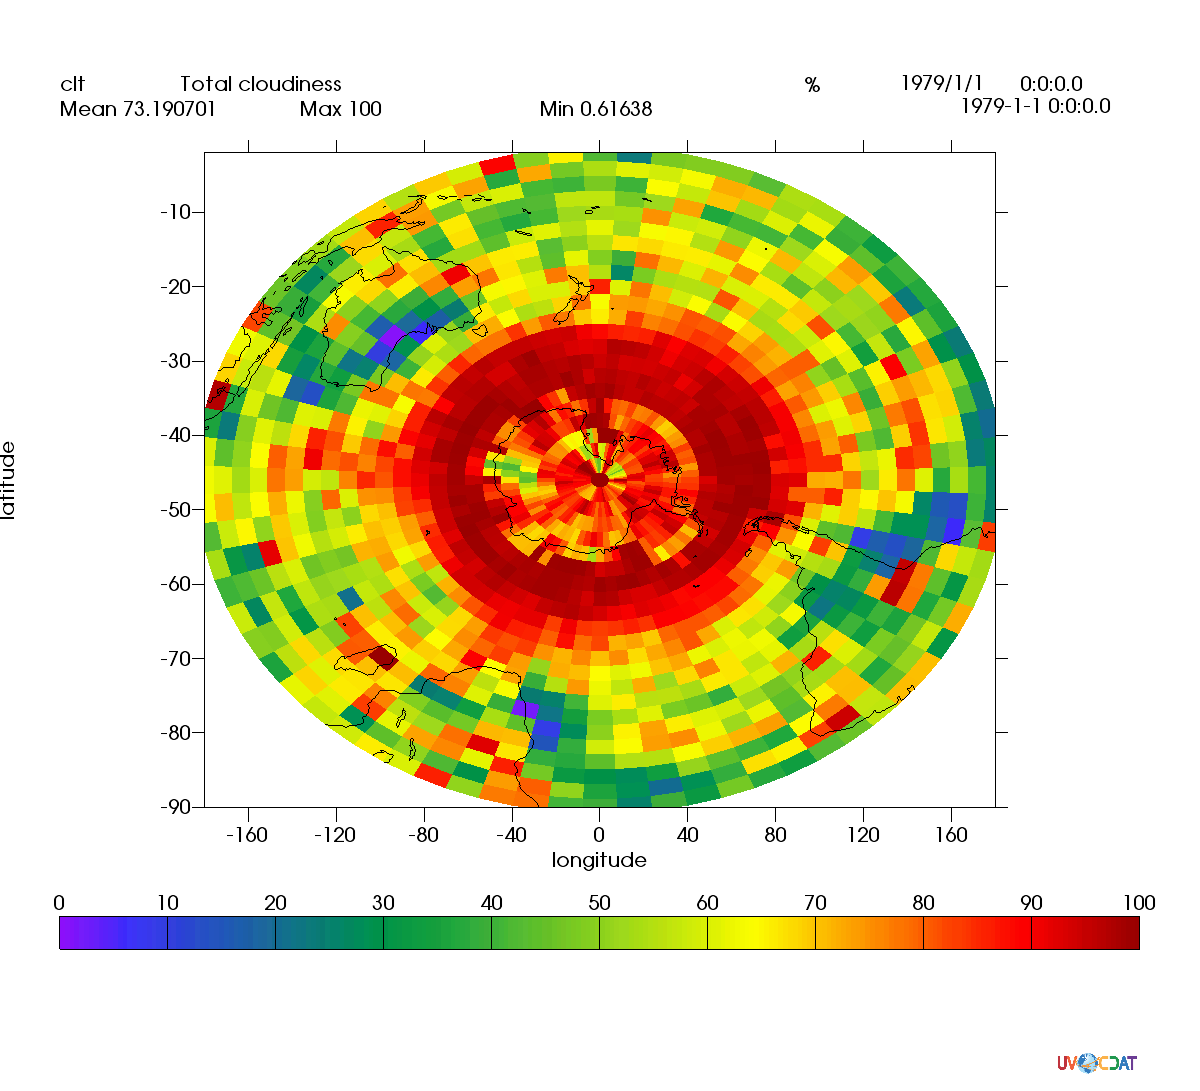 clt Total cloudiness % 1979/1/1 0:0:0.0
Mean 73.190701 Max 100 Min 0.61638 1979-1-1 0:0:0.0
-10
-20
-30
-40
latitude
-50
-60
-70
-80
-90
-160 -120 -80 -40 0 40 80 120 160
longitude
0 10 20 30 40 50 60 70 80 90 100
UV CDAT